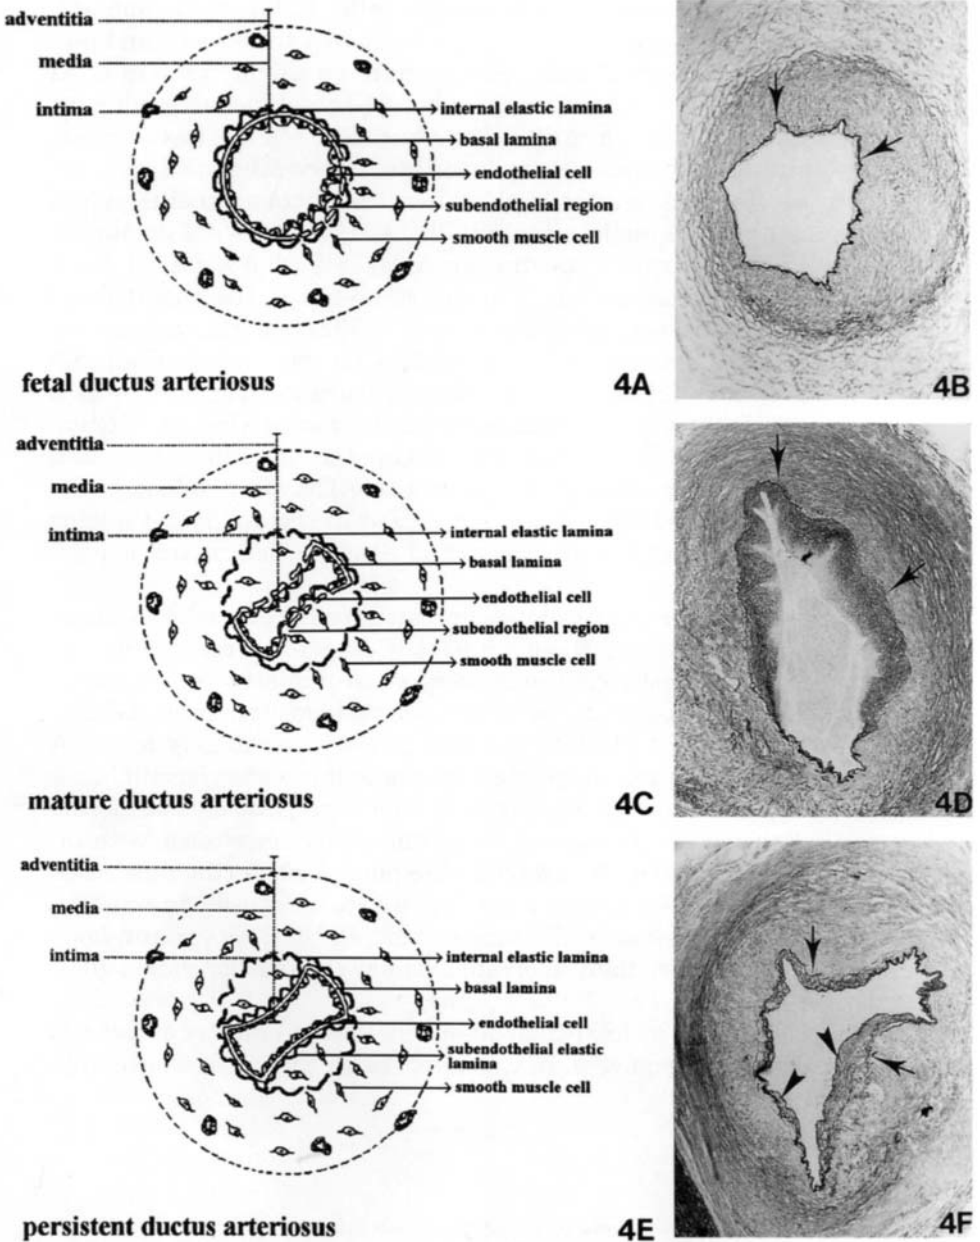 adventitia
media
intima
internal elastic lamina
basal lamina
endothelial cell
subendothelial region
smooth muscle cell
fetal ductus arteriosus
4A
4B
adventitia
media
intima
internal elastic lamina
basal lamina
endothelial cell
subendothelial region
smooth muscle cell
mature ductus arteriosus
4C
4D
adventitia
media
intima
internal elastic lamina
basal lamina
endothelial cell
subendothelial elastic
lamina
smooth muscle cell
persistent ductus arteriosus
4E
4F